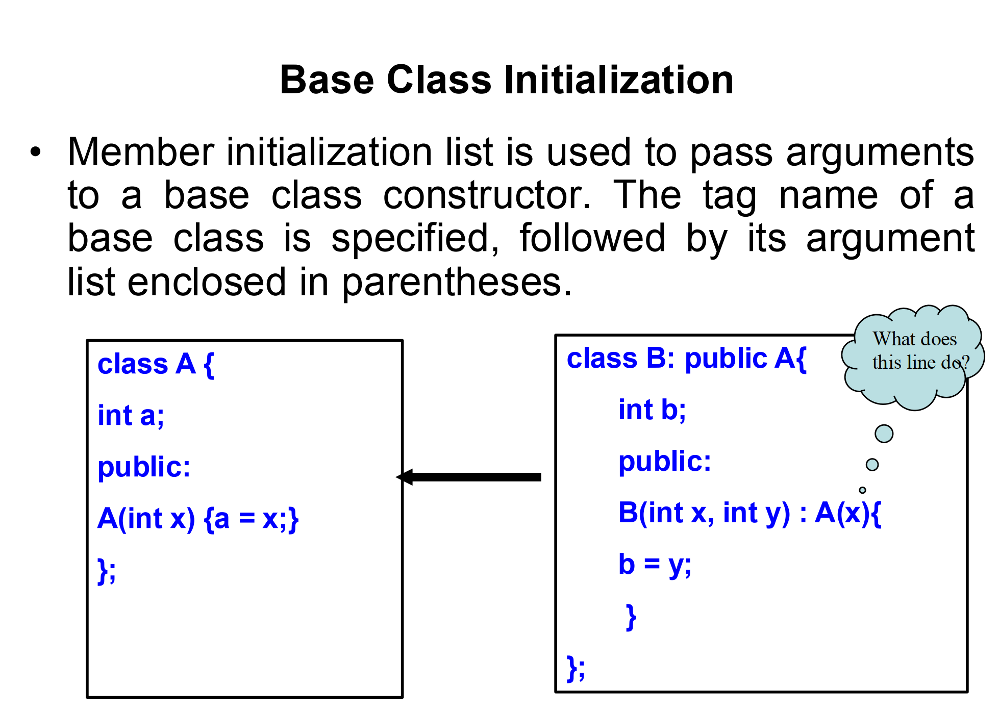 Base Class Initialization
• Member initialization list is used to pass arguments
to a base class constructor. The tag name of a
base class is specified, followed by its argument
list enclosed in parentheses.
class A {
int a;
public:
A(int x) {a = x;}
};
class B: public A{
int b;
public:
B(int x, int y) : A(x){
b = y;
}
};
What does
this line do?